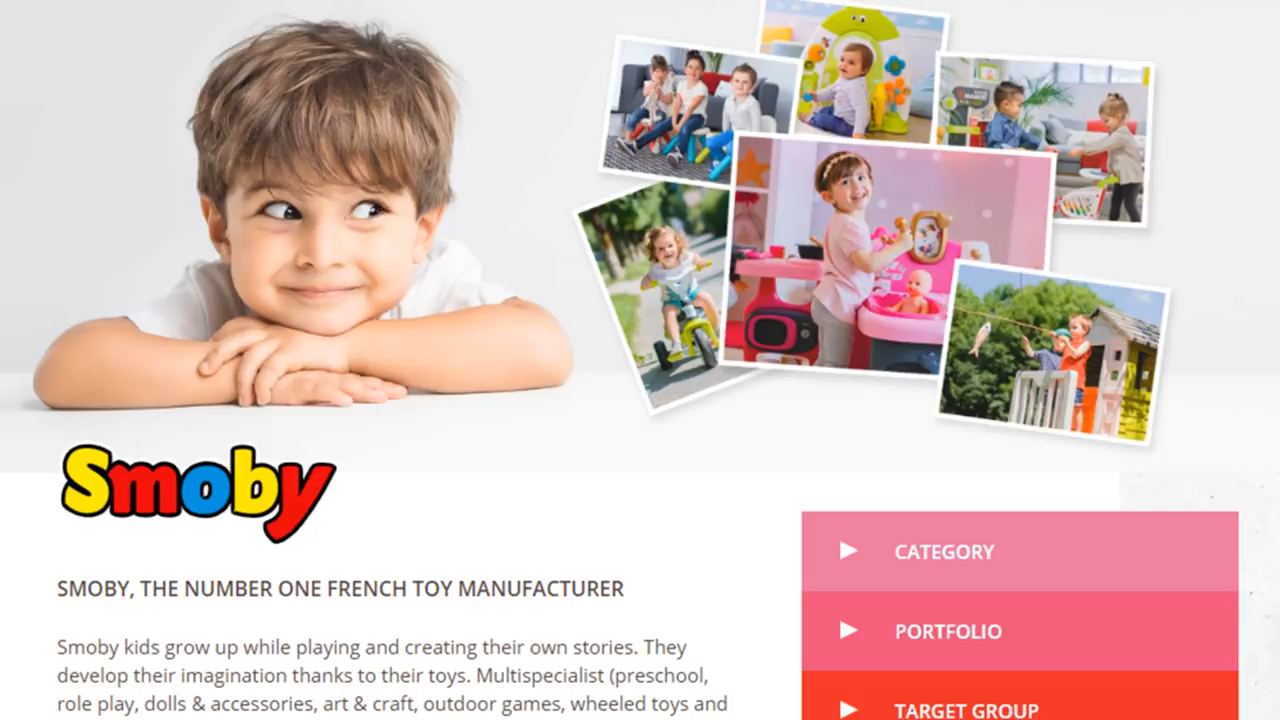 Smoby
SMOBY, THE NUMBER ONE FRENCH TOY MANUFACTURER
Smoby kids grow up while playing and creating their own stories. They
develop their imagination thanks to their toys. Multispecialist (preschool,
role play, dolls & accessories, art & craft, outdoor games, wheeled toys and
CATEGORY
PORTFOLIO
TARGET GROUP